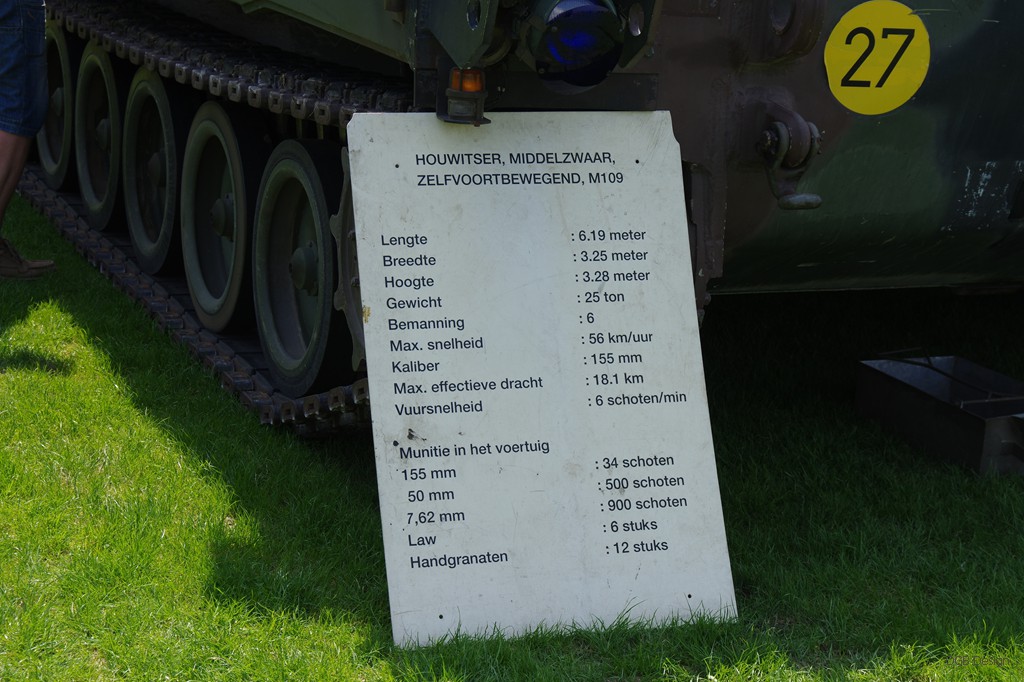 27
HOUWITSER, MIDDELZWAAR,
ZELFVOORTBEWEGEND, M109
Lengte : 6.19 meter
Breedte : 3.25 meter
Hoogte : 3.28 meter
Gewicht : 25 ton
Bemanning : 6
Max. snelheid : 56 km/uur
Kaliber : 155 mm
Max. effectieve dracht : 18.1 km
Vuursnelheid : 6 schoten/min
Munitie in het voertuig
155 mm : 34 schoten
50 mm : 500 schoten
7,62 mm : 900 schoten
Law : 6 stuks
Handgranaten : 12 stuks